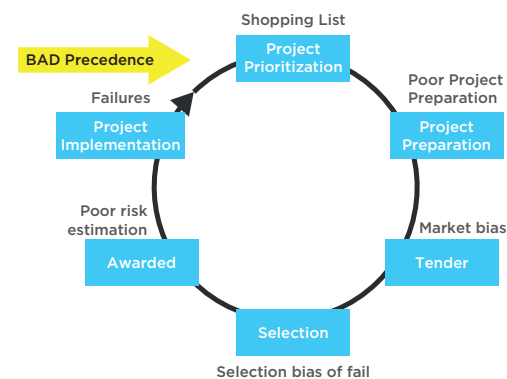 Shopping List
Project
Prioritization
BAD Precedence
Poor Project
Preparation
Project
Preparation
Market bias
Tender
Selection
Selection bias of fail
Poor risk
estimation
Awarded
Failures
Project
Implementation